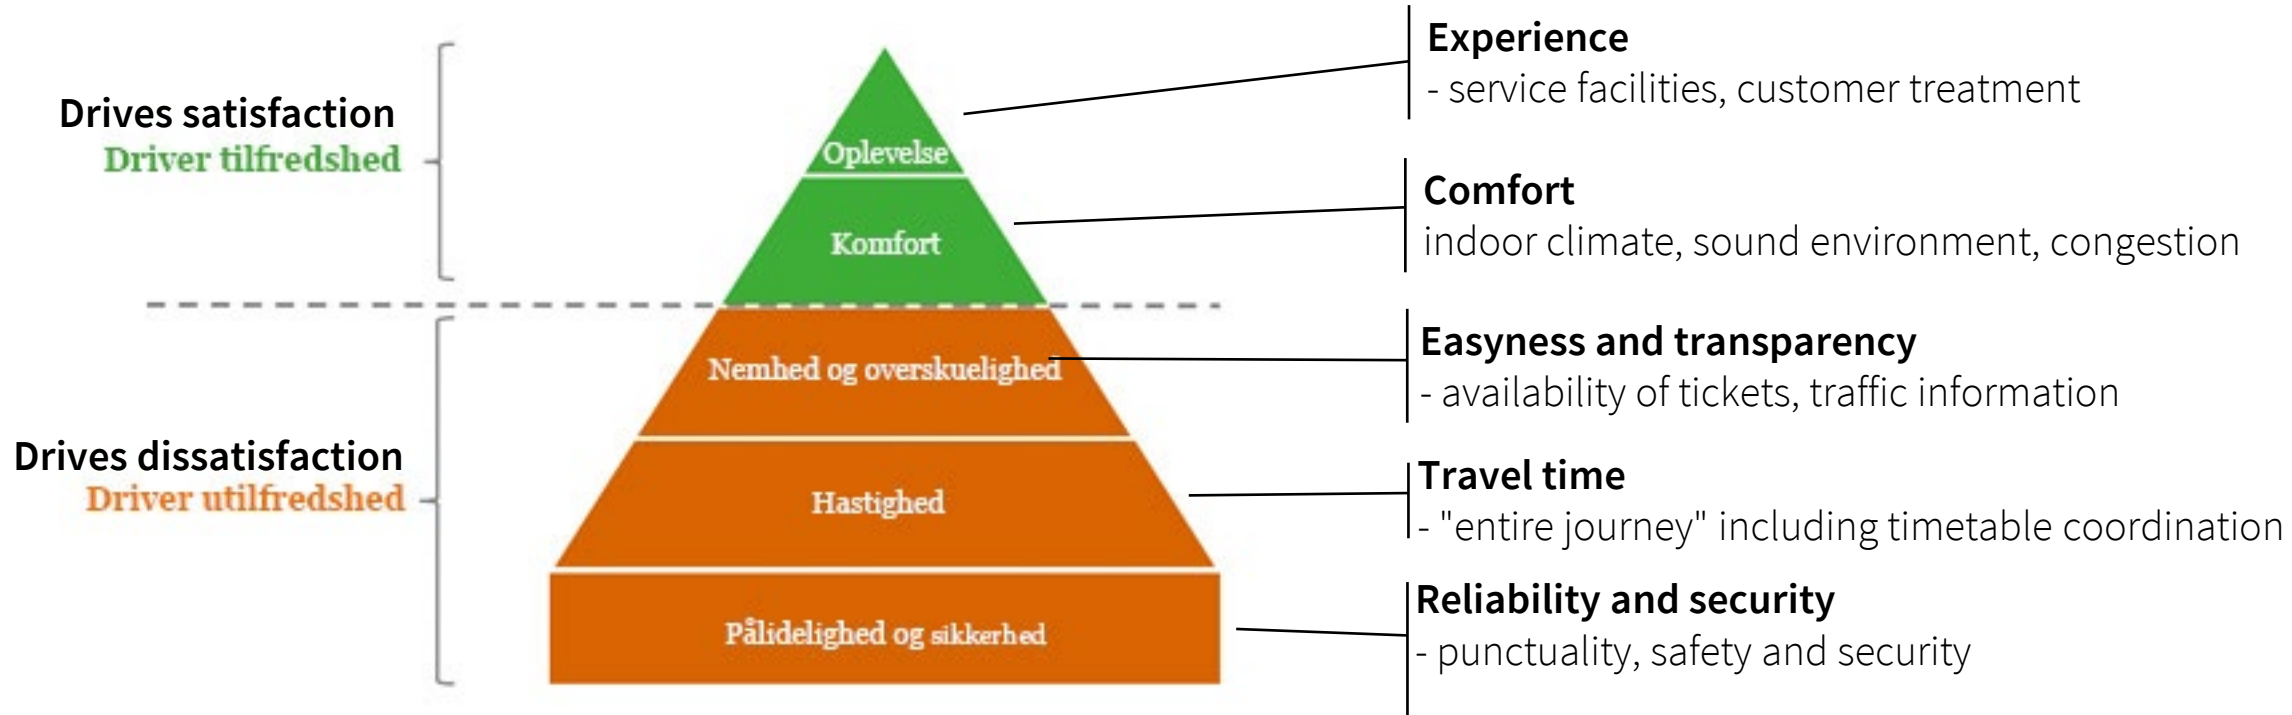 Drives satisfaction
Driver tilfredshed
Oplevelse
Experience
- service facilities, customer treatment
Komfort
Comfort
indoor climate, sound environment, congestion
Drives dissatisfaction
Driver utilfredshed
Nemhed og overskuelighed
Easyness and transparency
- availability of tickets, traffic information
Hastighed
Travel time
- "entire journey" including timetable coordination
Pålidelighed og sikkerhed
Reliability and security
- punctuality, safety and security